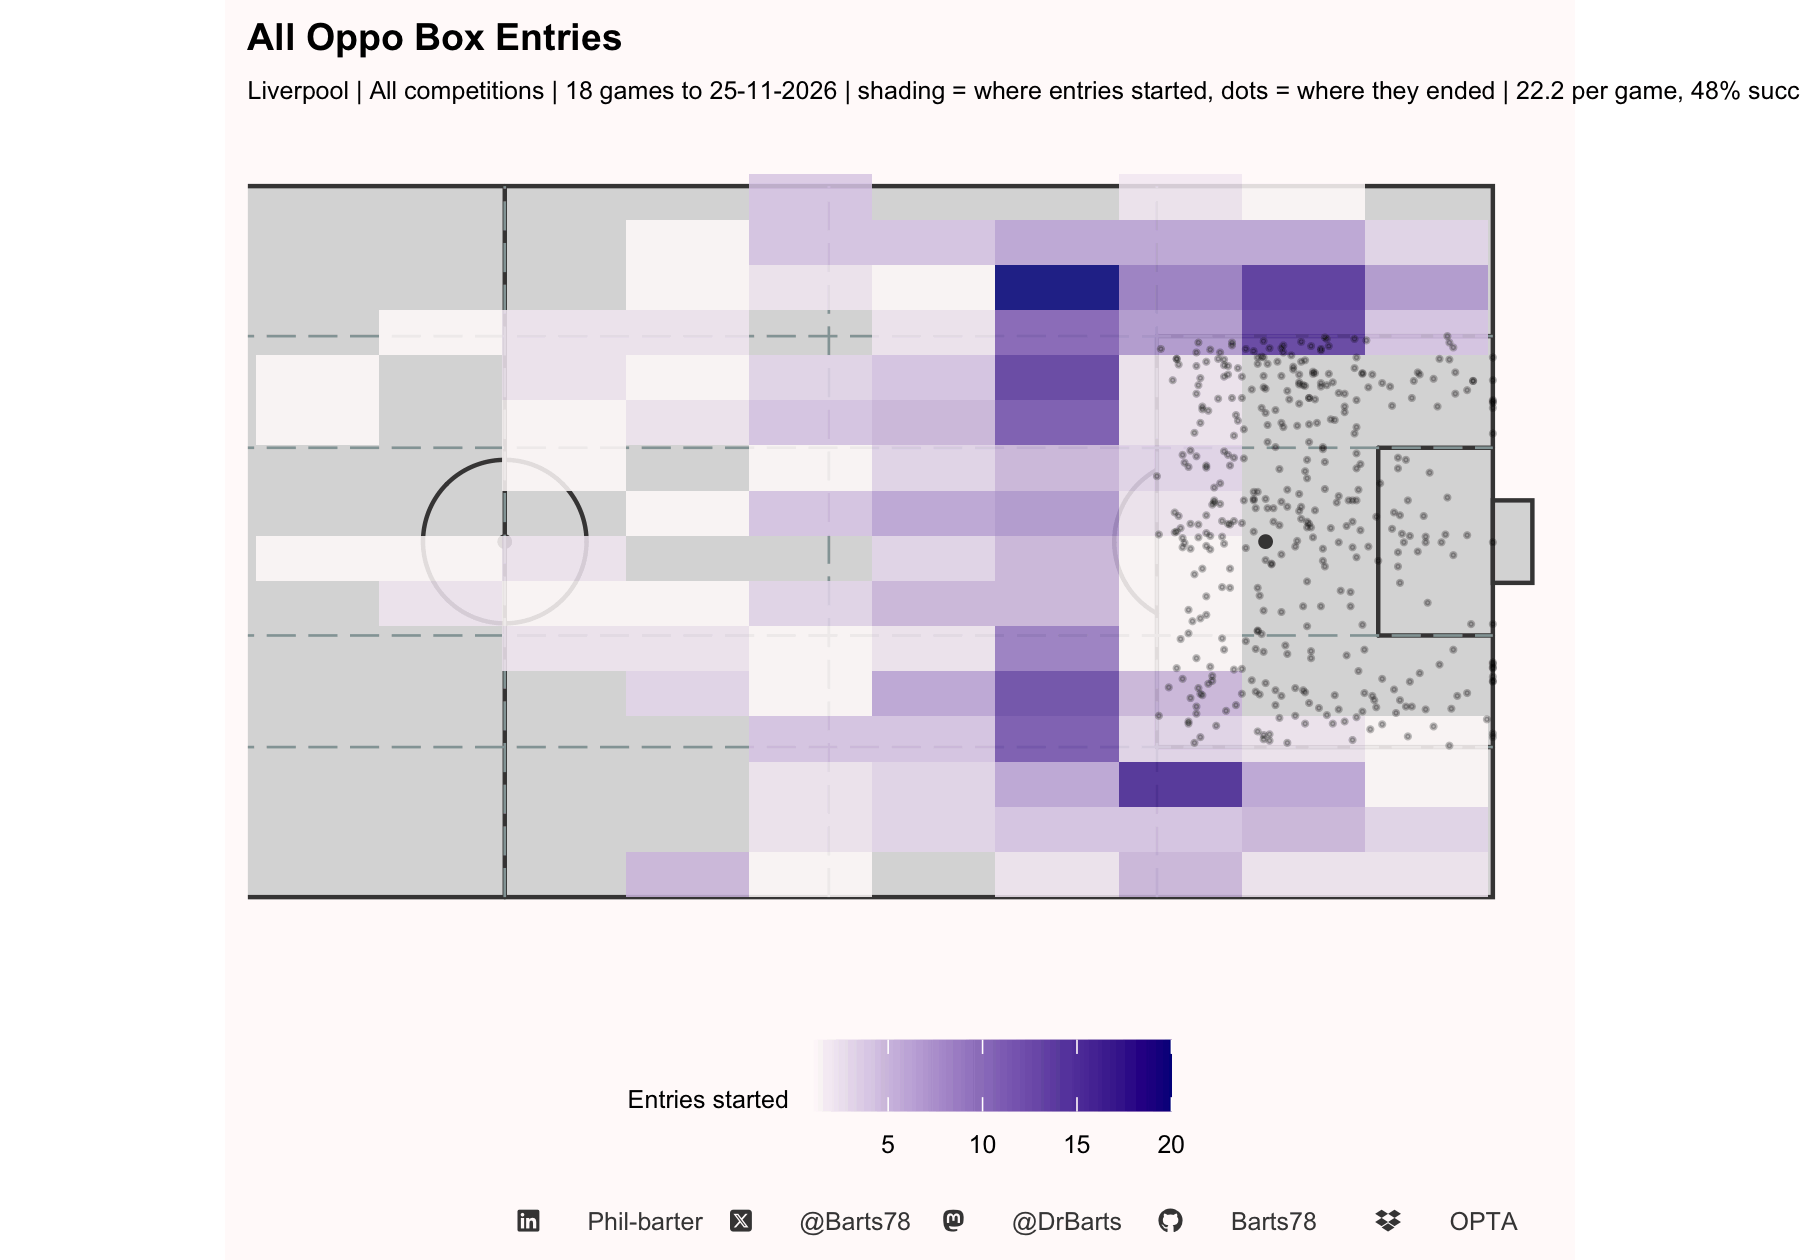 All Oppo Box Entries
Liverpool | All competitions | 18 games to 25-11-2026 | shading = where entries started, dots = where they ended | 22.2 per game, 48% succ
Entries started
5 10 15 20
Phil-barter @Barts78 @DrBarts Barts78 OPTA